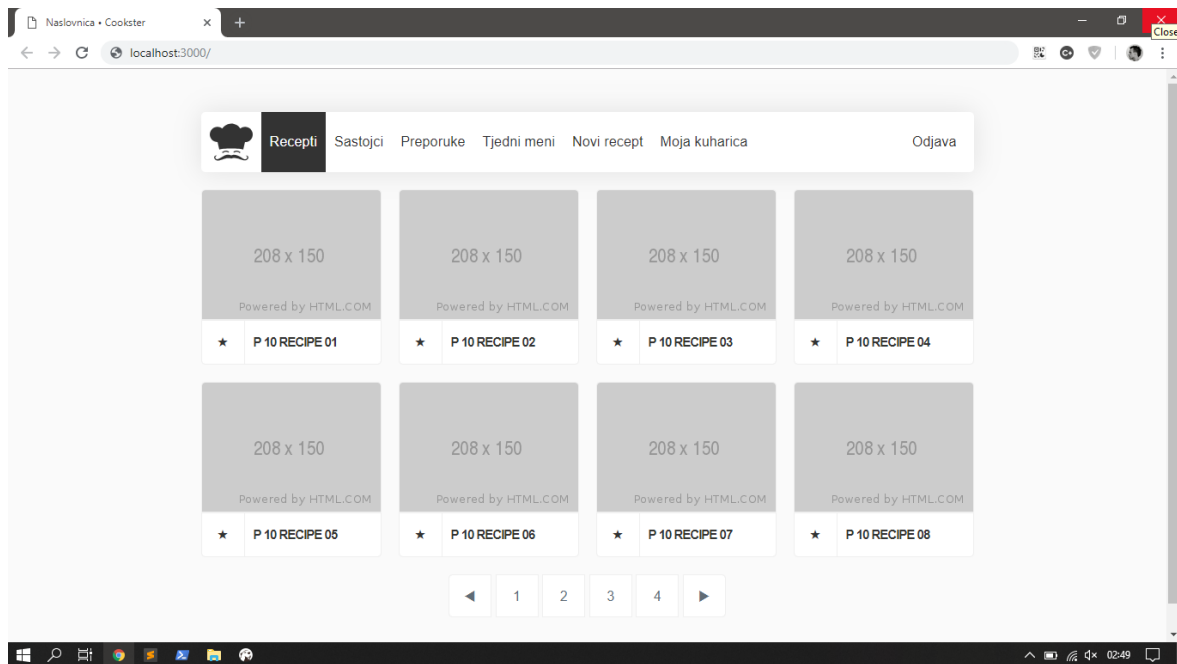 Naslovnica • Cookster
Close
localhost:3000/
Recepti Sastojci Preporuke Tjedni meni Novi recept Moja kuharica Odjava
208 x 150 208 x 150 208 x 150 208 x 150
Powered by HTML.COM Powered by HTML.COM Powered by HTML.COM Powered by HTML.COM
★ P 10 RECIPE 01 ★ P 10 RECIPE 02 ★ P 10 RECIPE 03 ★ P 10 RECIPE 04
208 x 150 208 x 150 208 x 150 208 x 150
Powered by HTML.COM Powered by HTML.COM Powered by HTML.COM Powered by HTML.COM
★ P 10 RECIPE 05 ★ P 10 RECIPE 06 ★ P 10 RECIPE 07 ★ P 10 RECIPE 08
◀ 1 2 3 4 ▶
02:49